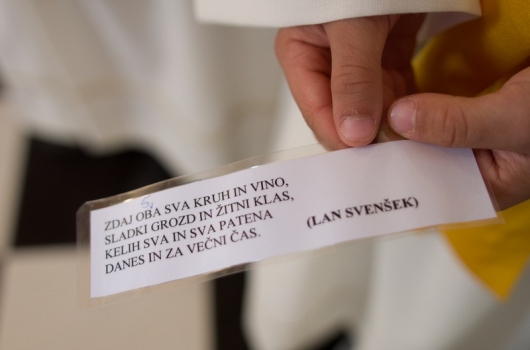 ZDAJ OBA SVA KRUH IN VINO,
SLADKI GROZD IN ŽITNI KLAS,
KELIH SVA IN SVA PATENA
DANES IN ZA VEČNI ČAS.
(LAN SVENŠEK)